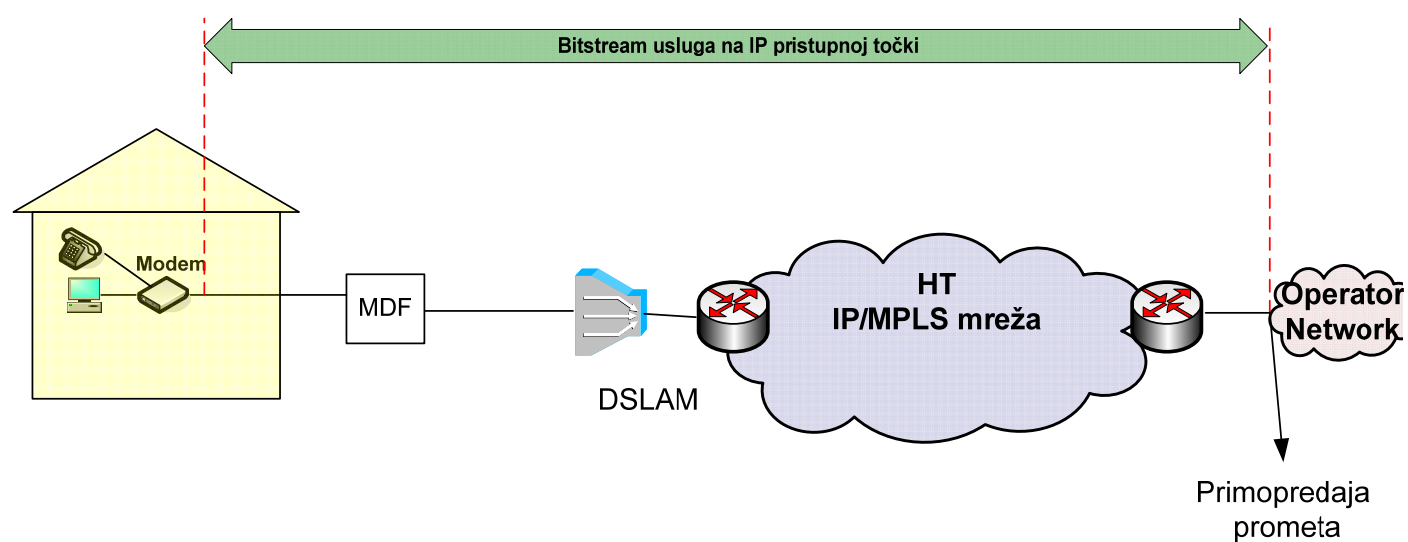 Bitstream usluga na IP pristupnoj točki
Modem
MDF
DSLAM
HT
IP/MPLS mreža
Operator
Network
Primopredaja
prometa